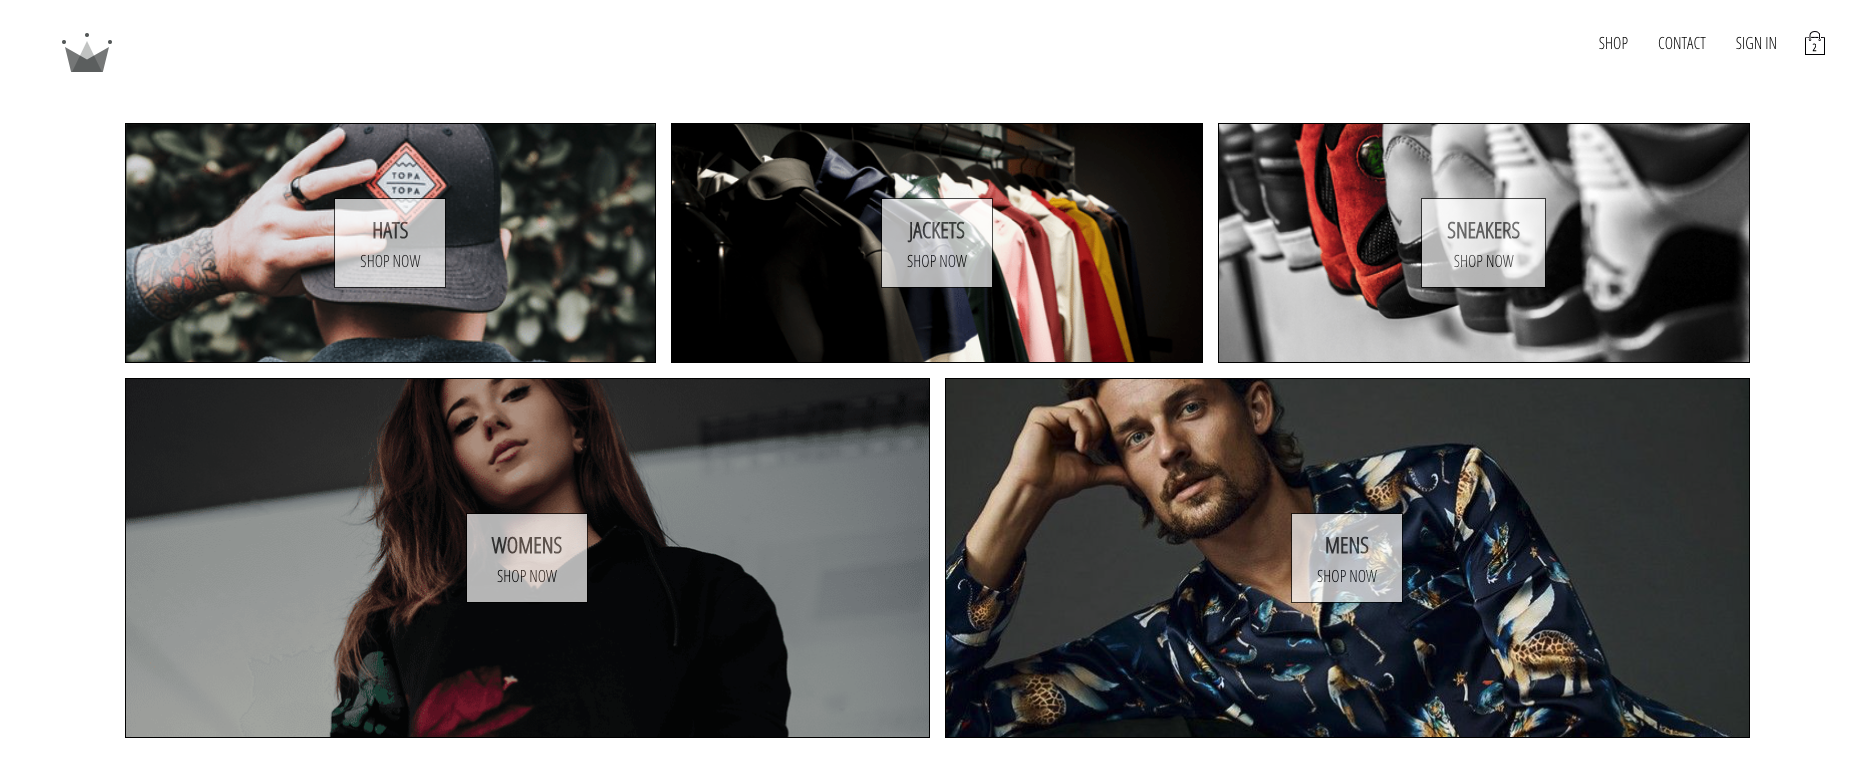 SHOP
CONTACT
SIGN IN
2
TOPA
TOPA
HATS
SHOP NOW
JACKETS
SHOP NOW
SNEAKERS
SHOP NOW
WOMENS
SHOP NOW
MENS
SHOP NOW